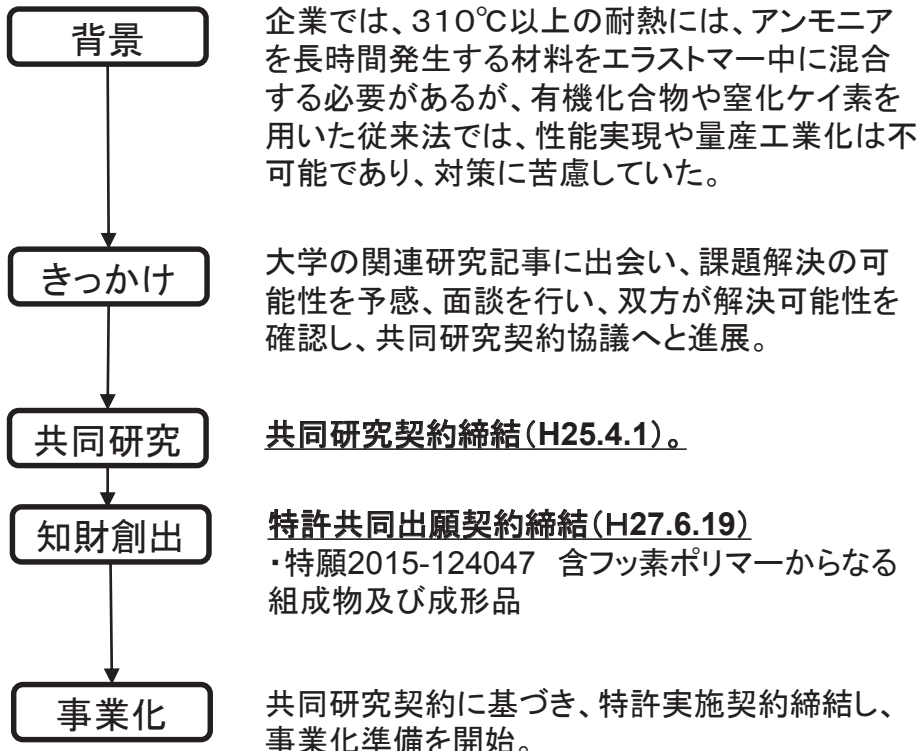 背景
企業では、310℃以上の耐熱には、アンモニア
を長時間発生する材料をエラストマー中に混合
する必要があるが、有機化合物や窒化ケイ素を
用いた従来法では、性能実現や量産工業化は不
可能であり、対策に苦慮していた。
きっかけ
大学の関連研究記事に出会い、課題解決の可
能性を予感、面談を行い、双方が解決可能性を
確認し、共同研究契約協議へと進展。
共同研究
共同研究契約締結(H25.4.1)。
知財創出
特許共同出願契約締結(H27.6.19)
・特願2015-124047 含フッ素ポリマーからなる
組成物及び成形品
事業化
共同研究契約に基づき、特許実施契約締結し、
事業化準備を開始。